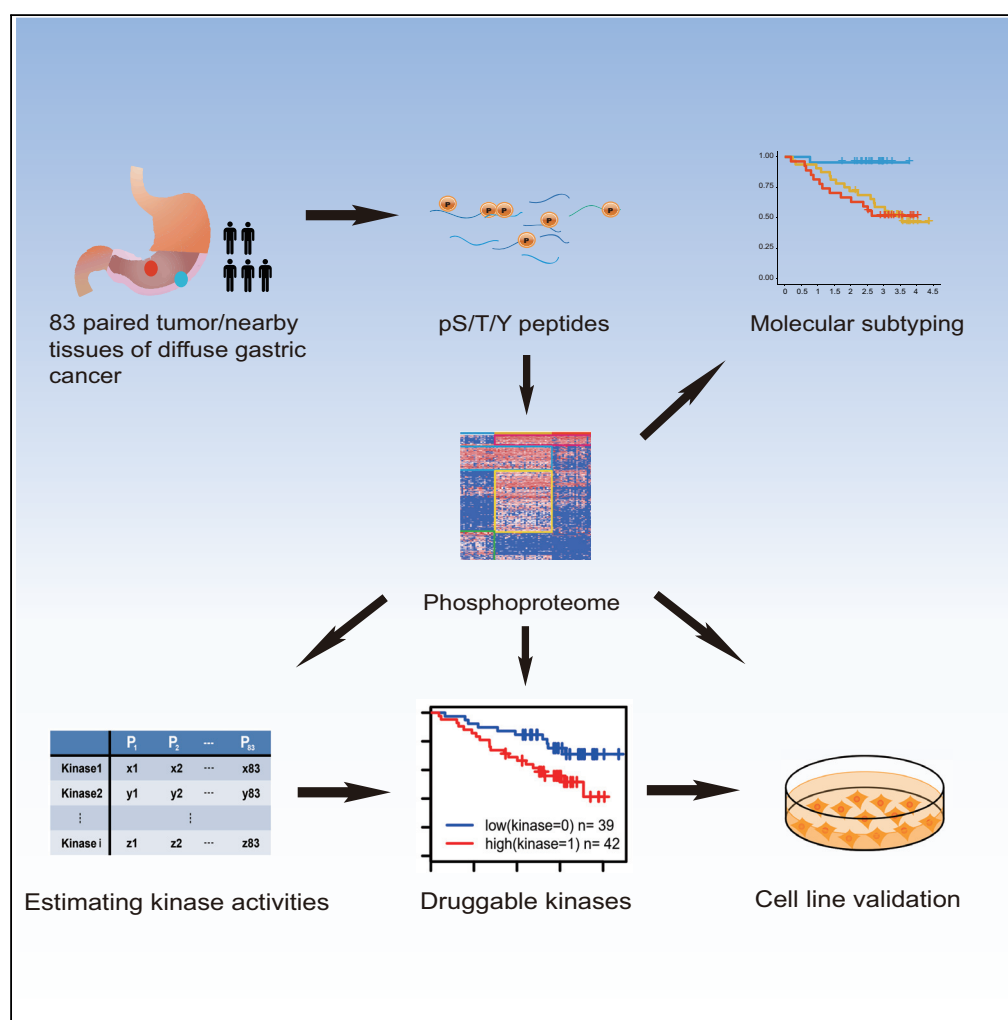 P
P
P
P
P
P
P
83 paired tumor/nearby
tissues of diffuse gastric
cancer
pS/T/Y peptides
1.00
0.75
0.50
0.25
0.00
0 0.5 1 1.5 2 2.5 3 3.5 4 4.5
Molecular subtyping
Phosphoproteome
P1 P2 --- P83
Kinase1 x1 x2 --- x83
Kinase2 y1 y2 --- y83
⋮ ⋮
Kinase i z1 z2 --- z83
Estimating kinase activities
low(kinase=0) n= 39
high(kinase=1) n= 42
Druggable kinases
Cell line validation